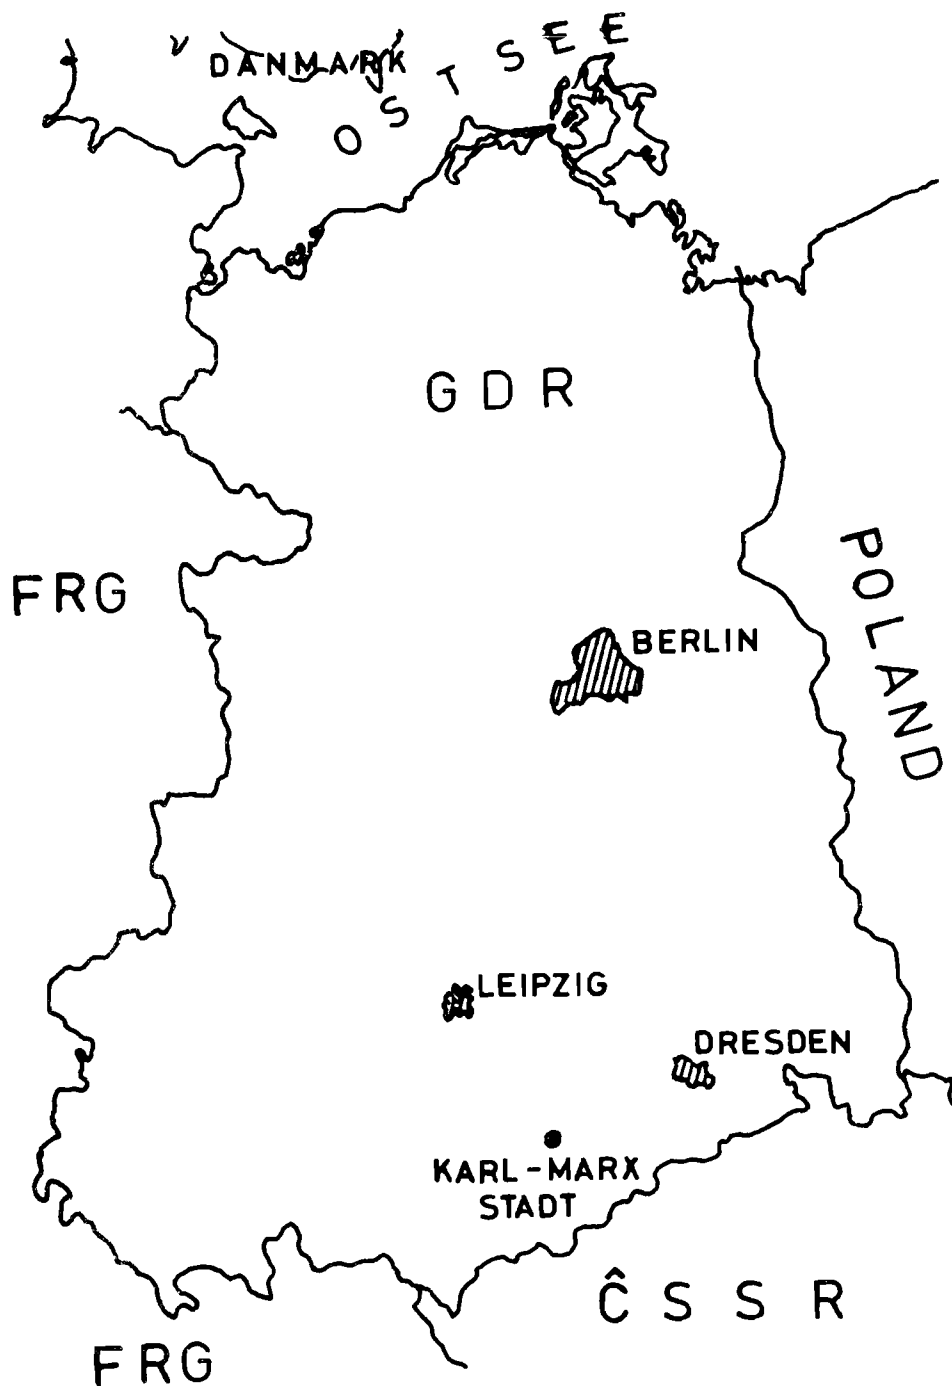 DANMARK
OSTSEE
GDR
FRG
POLAND
BERLIN
LEIPZIG
DRESDEN
KARL-MARX
STADT
ĈSSR
FRG